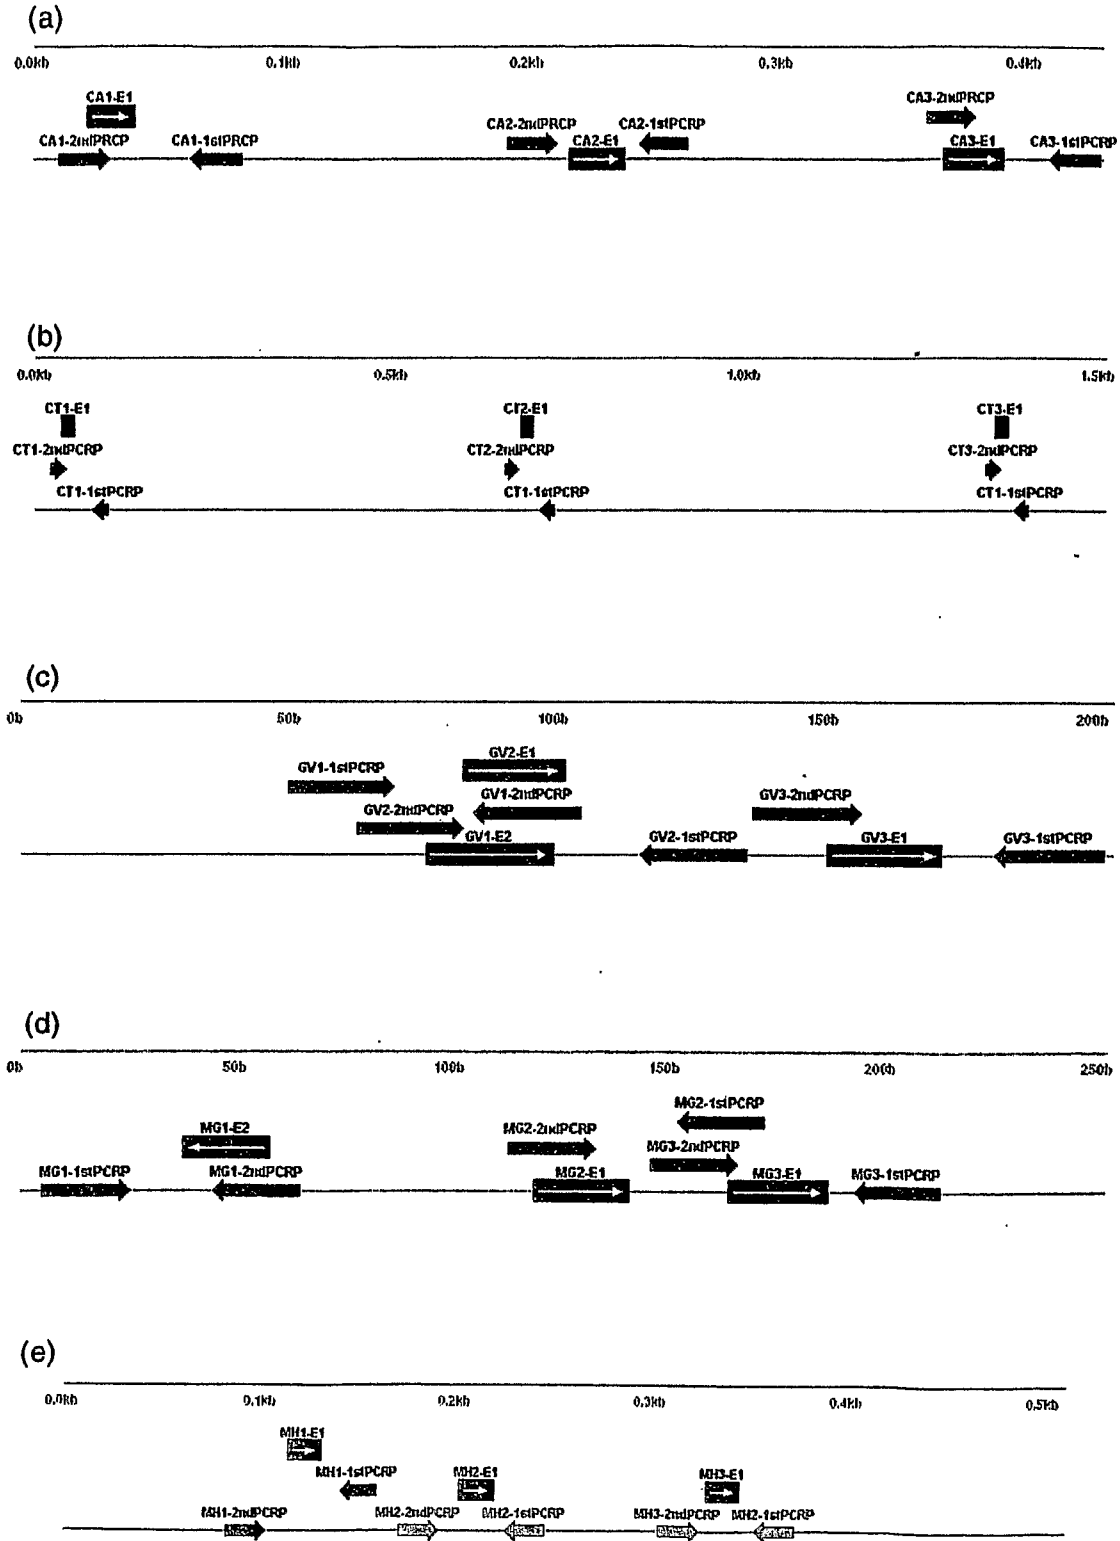 (a)
0.0kb 0.1kb 0.2kb 0.3kb 0.4kb
CA1-E1 CA3-2ndPRCP
CA2-2ndPRCP CA2-1stPCRP
CA1-2ndPRCP CA1-1stPRCP CA2-E1 CA3-E1 CA3-1stPCRP
(b)
0.0kb 0.5kb 1.0kb 1.5kb
CT1-E1 CT2-E1 CT3-E1
CT1-2ndPCRP CT2-2ndPCRP CT3-2ndPCRP
CT1-1stPCRP CT1-1stPCRP CT1-1stPCRP
(c)
0b 50b 100b 150b 200b
GV2-E1
GV1-1stPCRP
GV1-2ndPCRP GV3-2ndPCRP
GV2-2ndPCRP
GV1-E2 GV2-1stPCRP GV3-E1 GV3-1stPCRP
(d)
0b 50b 100b 150b 200b 250b
MG2-1stPCRP
MG1-E2 MG2-2ndPCRP
MG3-2ndPCRP
MG1-1stPCRP MG1-2ndPCRP MG2-E1 MG3-E1 MG3-1stPCRP
(e)
0.0kb 0.1kb 0.2kb 0.3kb 0.4kb 0.5kb
MH1-E1
MH1-1stPCRP MH2-E1 MH3-E1
MH1-2ndPCRP MH2-2ndPCRP MH2-1stPCRP MH3-2ndPCRP MH2-1stPCRP